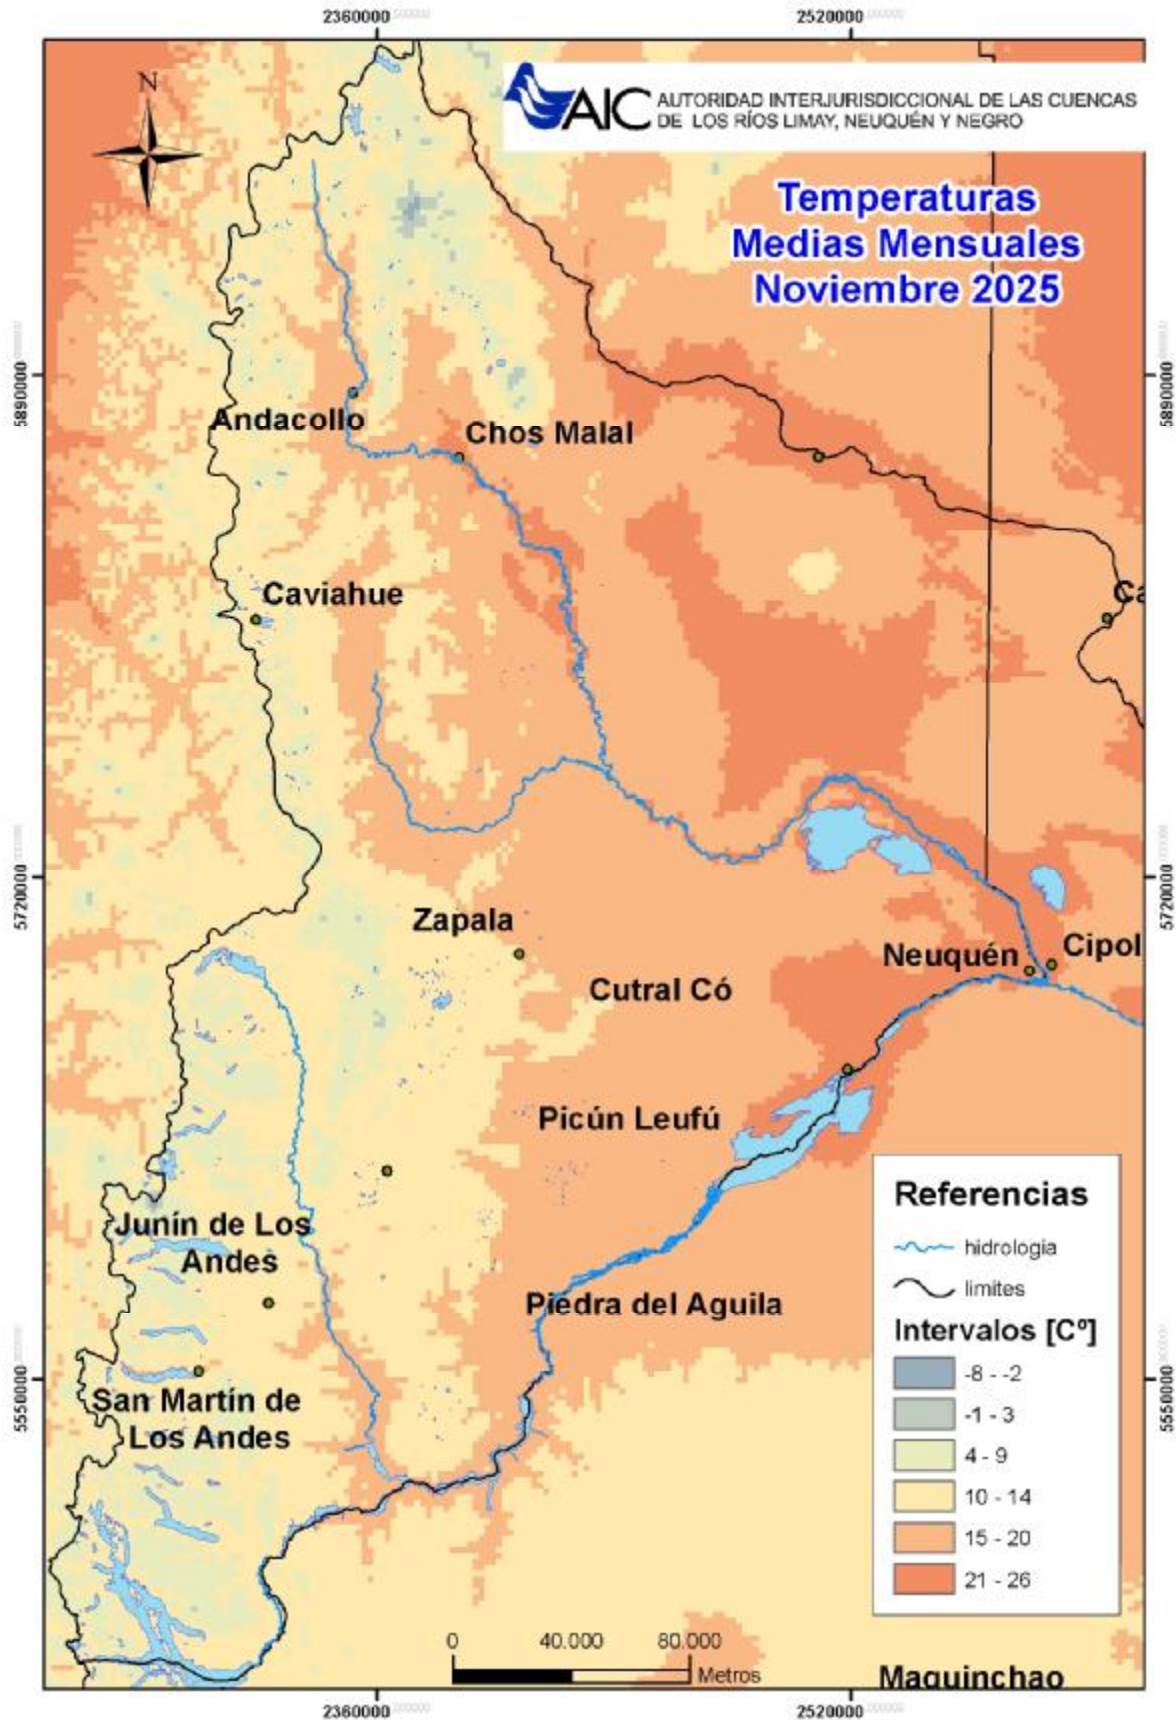 2360000
2520000
N
AIC
AUTORIDAD INTERJURISDICCIONAL DE LAS CUENCAS
DE LOS RÍOS LIMAY, NEUQUÉN Y NEGRO
Temperaturas
Medias Mensuales
Noviembre 2025
5890000
5890000
Andacollo
Chos Malal
Caviahue
Ca
5720000
5720000
Zapala
Neuquén
Cipol
Cutral Có
Picún Leufú
Junín de Los
Andes
Piedra del Aguila
San Martín de
Los Andes
5550000
5550000
Referencias
hidrologia
limites
Intervalos [Cº]
-8 - -2
-1 - 3
4 - 9
10 - 14
15 - 20
21 - 26
0
40.000
80.000
Metros
Maquinchao
2360000
2520000